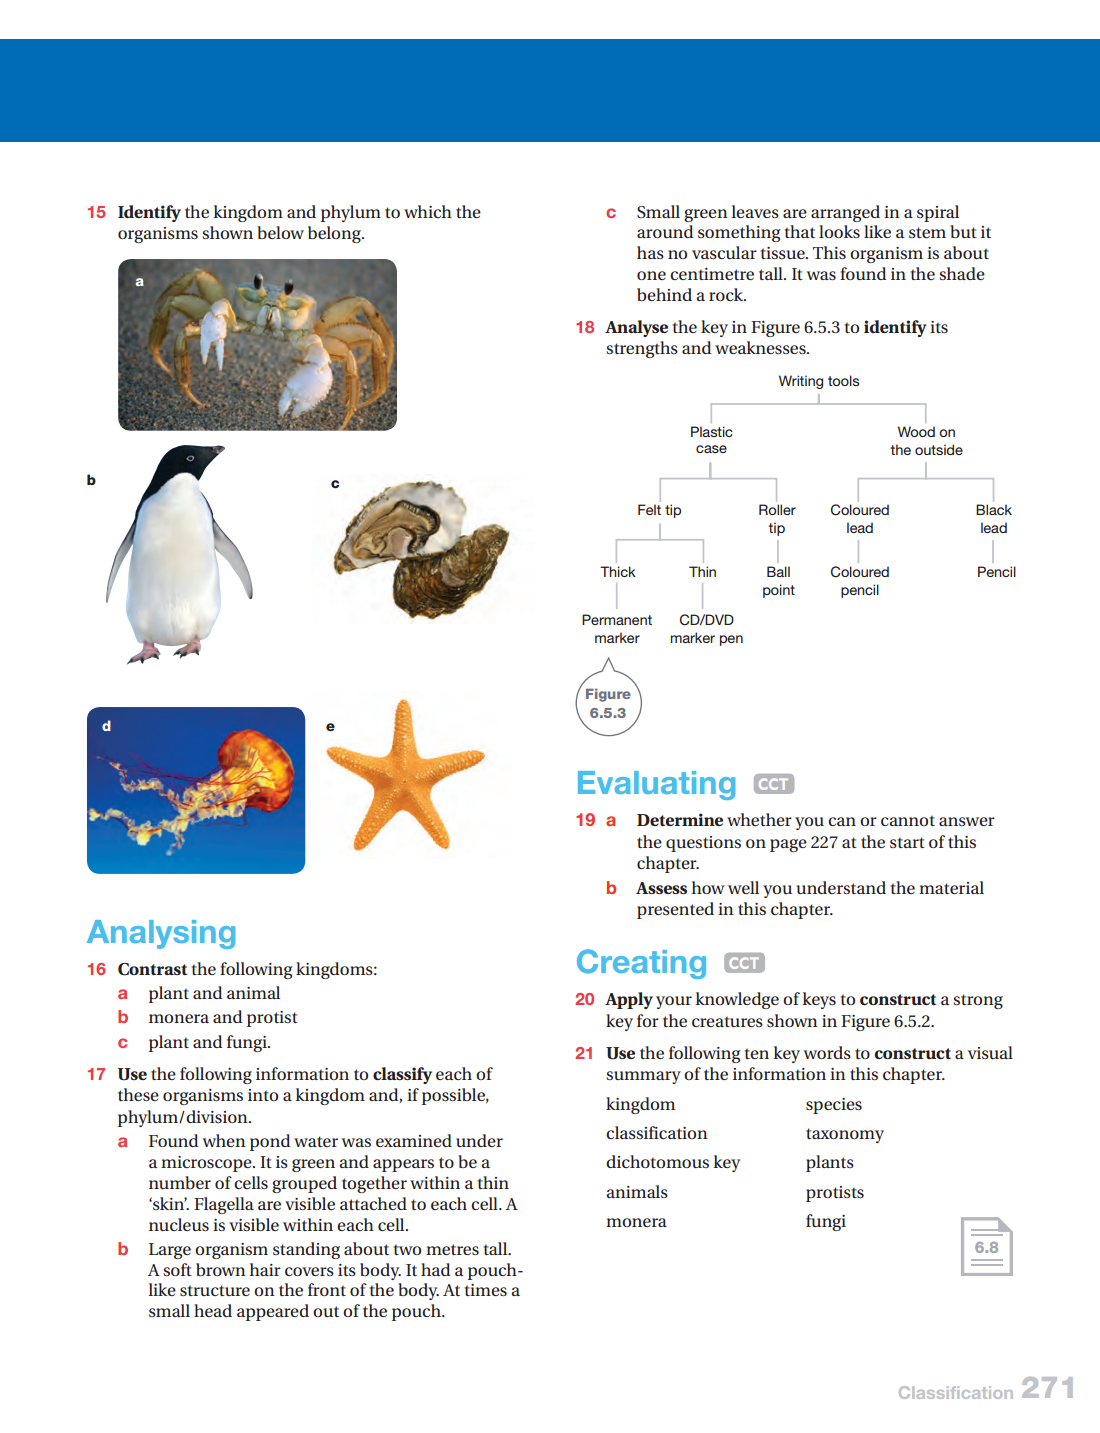 15 Identify the kingdom and phylum to which the
organisms shown below belong.
a
b
c
d
e
Analysing
16 Contrast the following kingdoms:
a plant and animal
b monera and protist
c plant and fungi.
17 Use the following information to classify each of
these organisms into a kingdom and, if possible,
phylum/division.
a Found when pond water was examined under
a microscope. It is green and appears to be a
number of cells grouped together within a thin
‘skin’. Flagella are visible attached to each cell. A
nucleus is visible within each cell.
b Large organism standing about two metres tall.
A soft brown hair covers its body. It had a pouch-
like structure on the front of the body. At times a
small head appeared out of the pouch.
c Small green leaves are arranged in a spiral
around something that looks like a stem but it
has no vascular tissue. This organism is about
one centimetre tall. It was found in the shade
behind a rock.
18 Analyse the key in Figure 6.5.3 to identify its
strengths and weaknesses.
Writing tools
Plastic
case
Wood on
the outside
Felt tip
Roller
tip
Coloured
lead
Black
lead
Thick
Thin
Ball
point
Coloured
pencil
Pencil
Permanent
marker
CD/DVD
marker pen
Figure
6.5.3
Evaluating CCT
19 a Determine whether you can or cannot answer
the questions on page 227 at the start of this
chapter.
b Assess how well you understand the material
presented in this chapter.
Creating CCT
20 Apply your knowledge of keys to construct a strong
key for the creatures shown in Figure 6.5.2.
21 Use the following ten key words to construct a visual
summary of the information in this chapter.
kingdom species
classification taxonomy
dichotomous key plants
animals protists
monera fungi
6.8
Classification 271